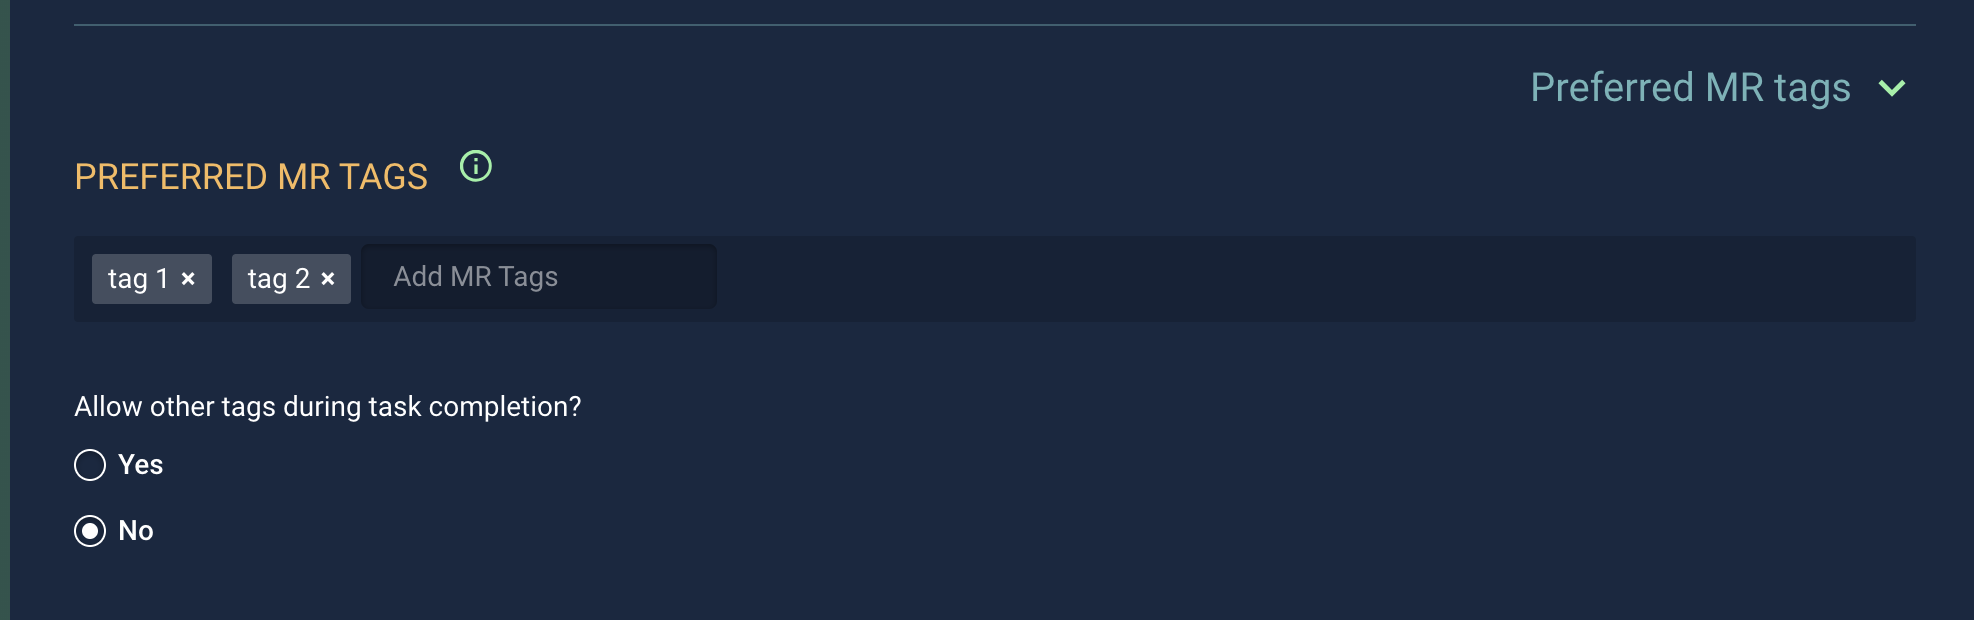 Preferred MR tags
PREFERRED MR TAGS
tag 1 × tag 2 × Add MR Tags
Allow other tags during task completion?
Yes
No